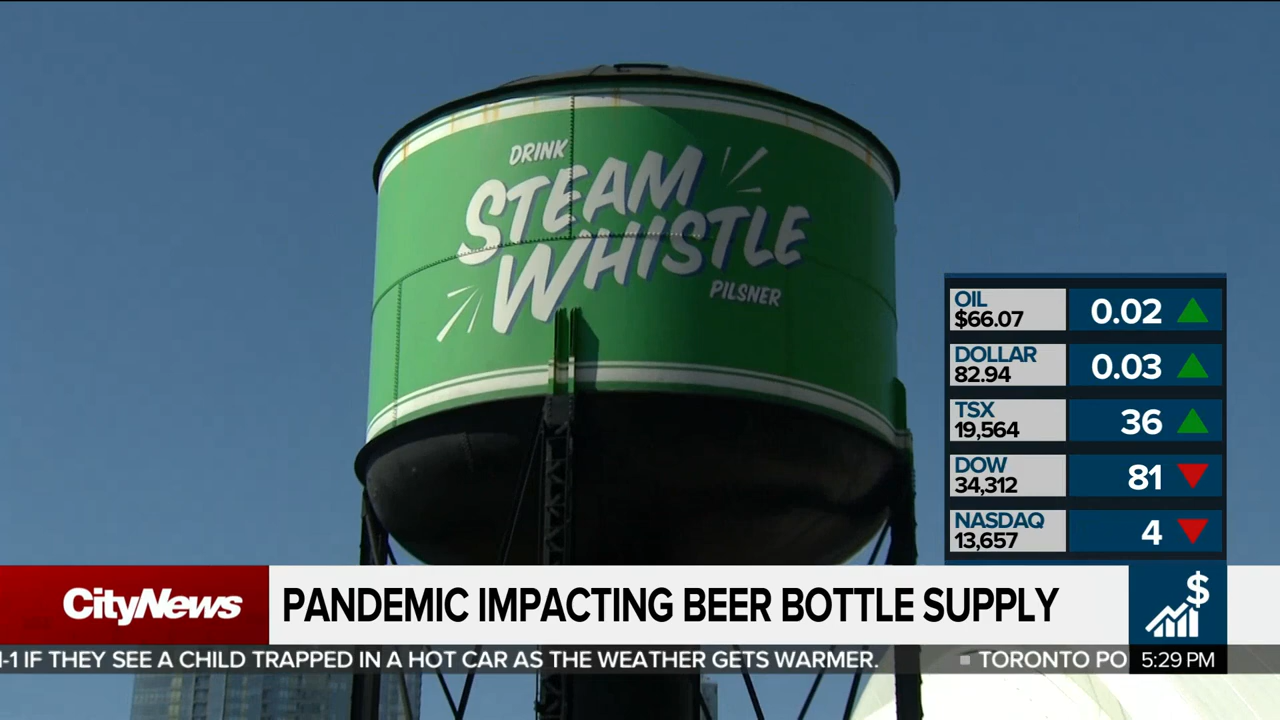 DRINK
STEAM
WHISTLE
PILSNER
OIL
$66.07
0.02
DOLLAR
82.94
0.03
TSX
19,564
36
DOW
34,312
81
NASDAQ
13,657
4
CityNews
PANDEMIC IMPACTING BEER BOTTLE SUPPLY
$
-1 IF THEY SEE A CHILD TRAPPED IN A HOT CAR AS THE WEATHER GETS WARMER. TORONTO PO
5:29 PM